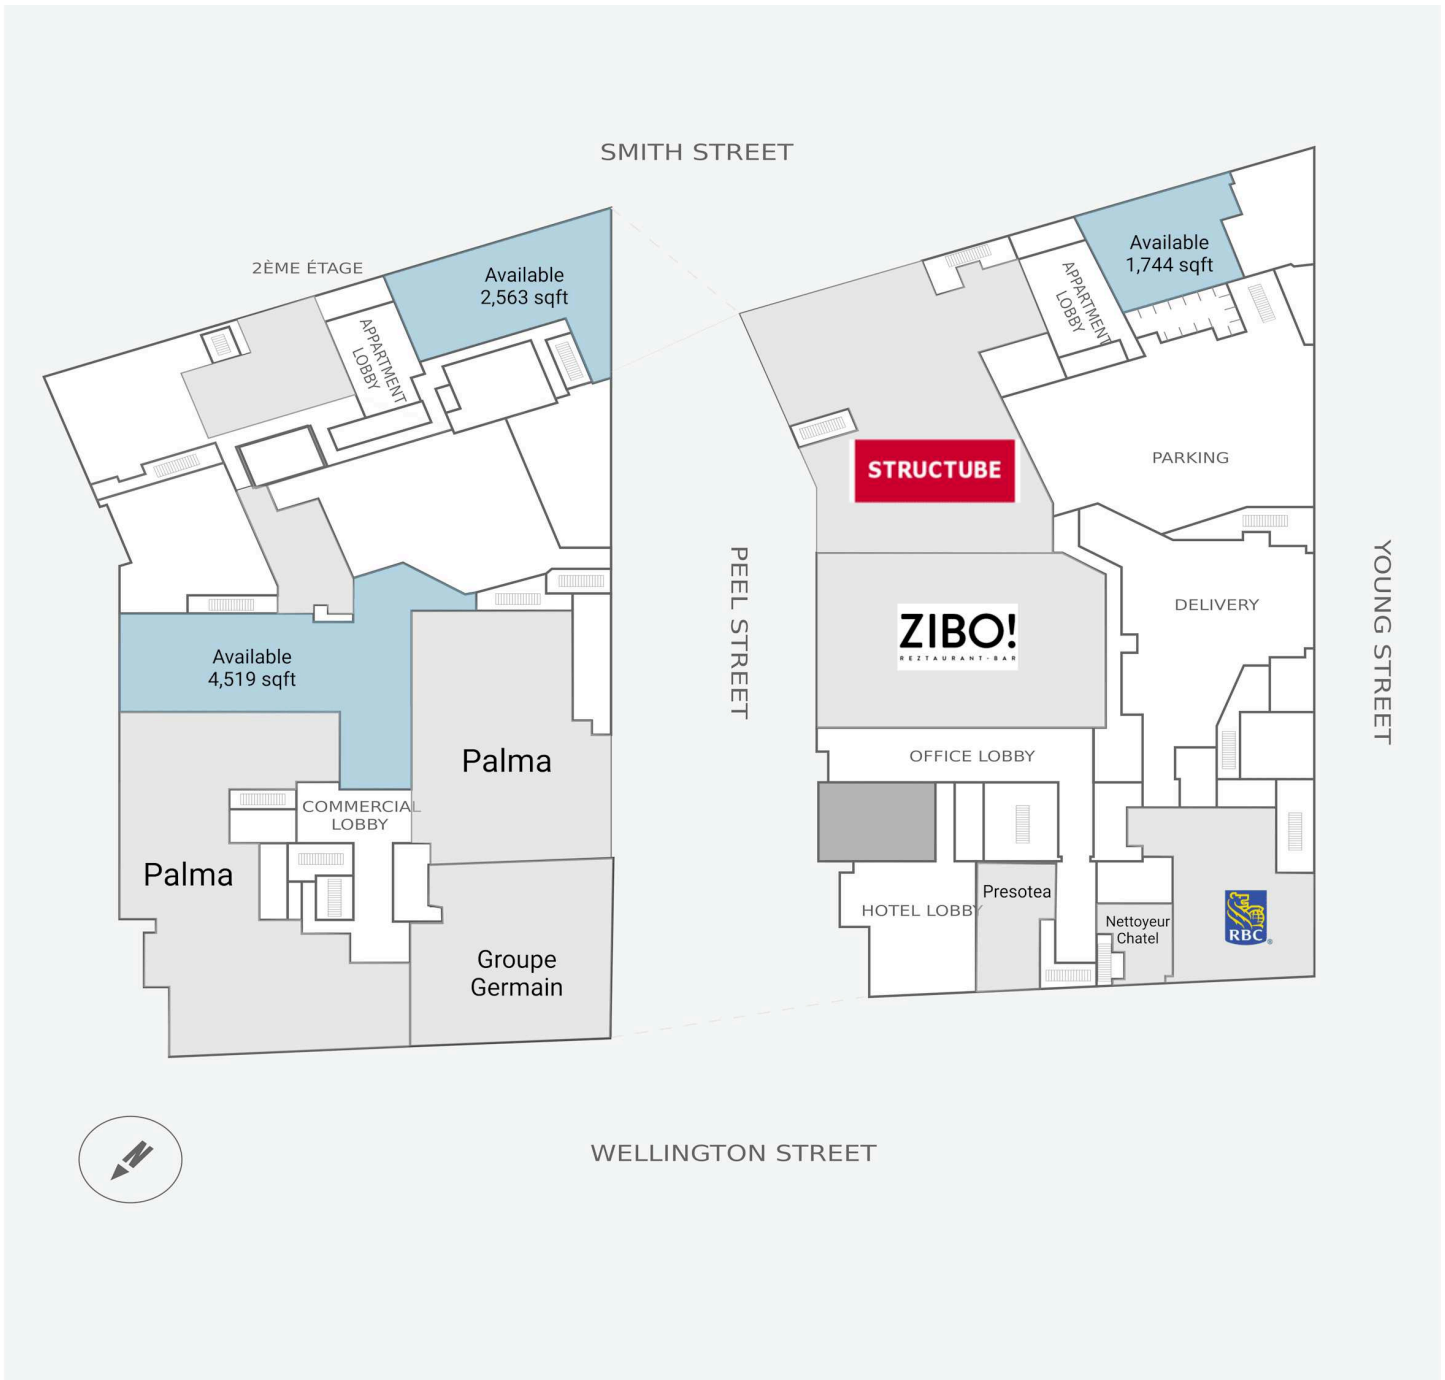 SMITH STREET
2ÈME ÉTAGE
Available
2,563 sqft
Available
1,744 sqft
APPARTMENT
LOBBY
APPARTMENT
LOBBY
STRUCTUBE
PARKING
PEEL STREET
YOUNG STREET
DELIVERY
ZIBO!
REZTAURANT-BAR
Available
4,519 sqft
Palma
OFFICE LOBBY
COMMERCIAL
LOBBY
Palma
Presotea
HOTEL LOBBY
Nettoyeur
Chatel
RBC
®
Groupe
Germain
N
WELLINGTON STREET